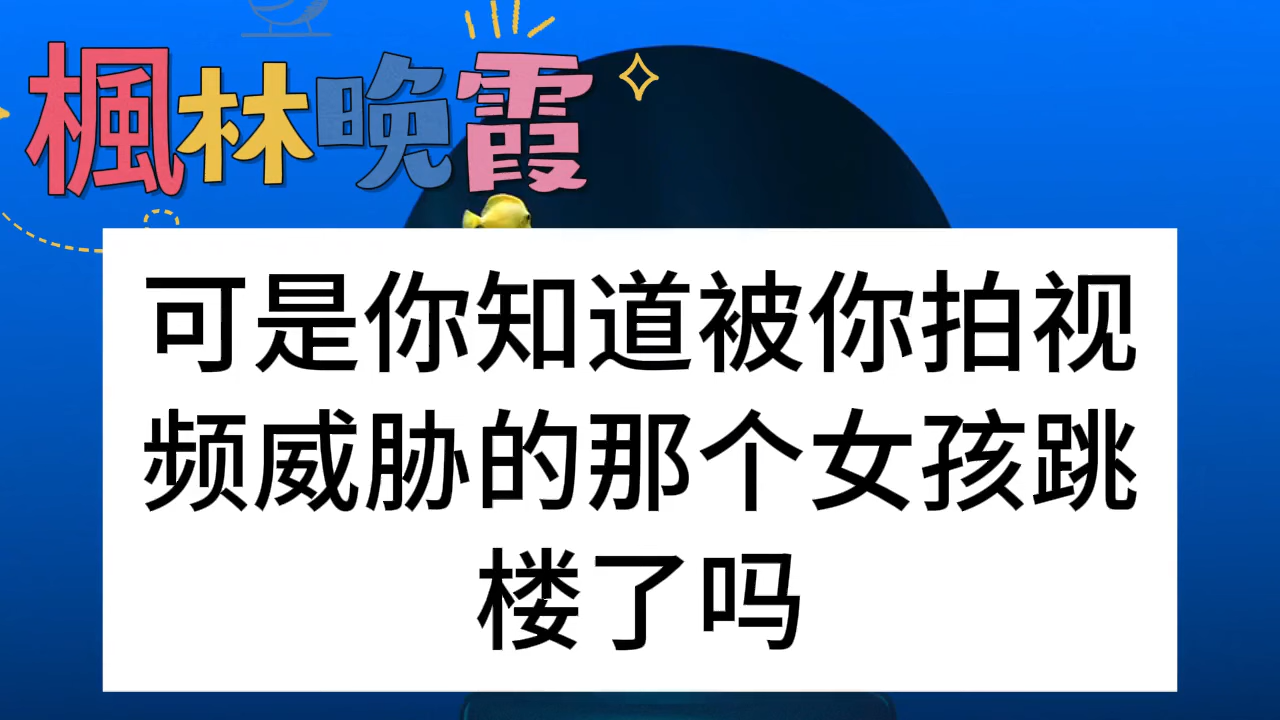 楓林晚霞
可是你知道被你拍视
频威胁的那个女孩跳
楼了吗